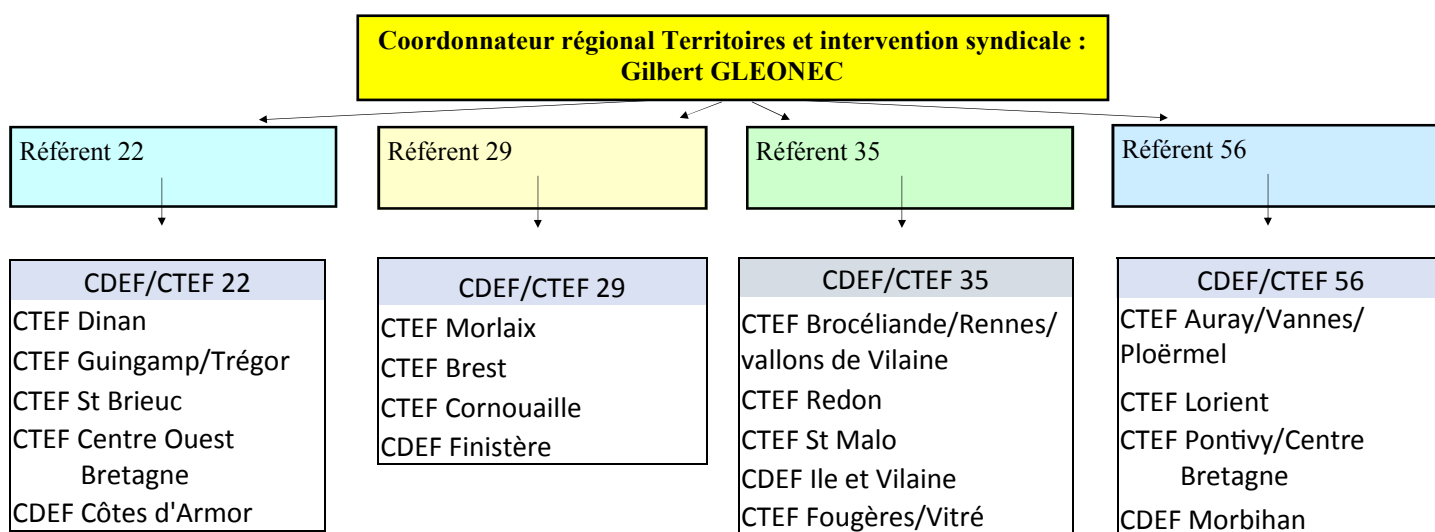 Coordonnateur régional Territoires et intervention syndicale :
Gilbert GLEONEC
Référent 22
Référent 29
Référent 35
Référent 56
CDEF/CTEF 22
CTEF Dinan
CTEF Guingamp/Trégor
CTEF St Brieuc
CTEF Centre Ouest
Bretagne
CDEF Côtes d'Armor
CDEF/CTEF 29
CTEF Morlaix
CTEF Brest
CTEF Cornouaille
CDEF Finistère
CDEF/CTEF 35
CTEF Brocéliande/Rennes/
vallons de Vilaine
CTEF Redon
CTEF St Malo
CDEF Ile et Vilaine
CTEF Fougères/Vitré
CDEF/CTEF 56
CTEF Auray/Vannes/
Ploërmel
CTEF Lorient
CTEF Pontivy/Centre
Bretagne
CDEF Morbihan